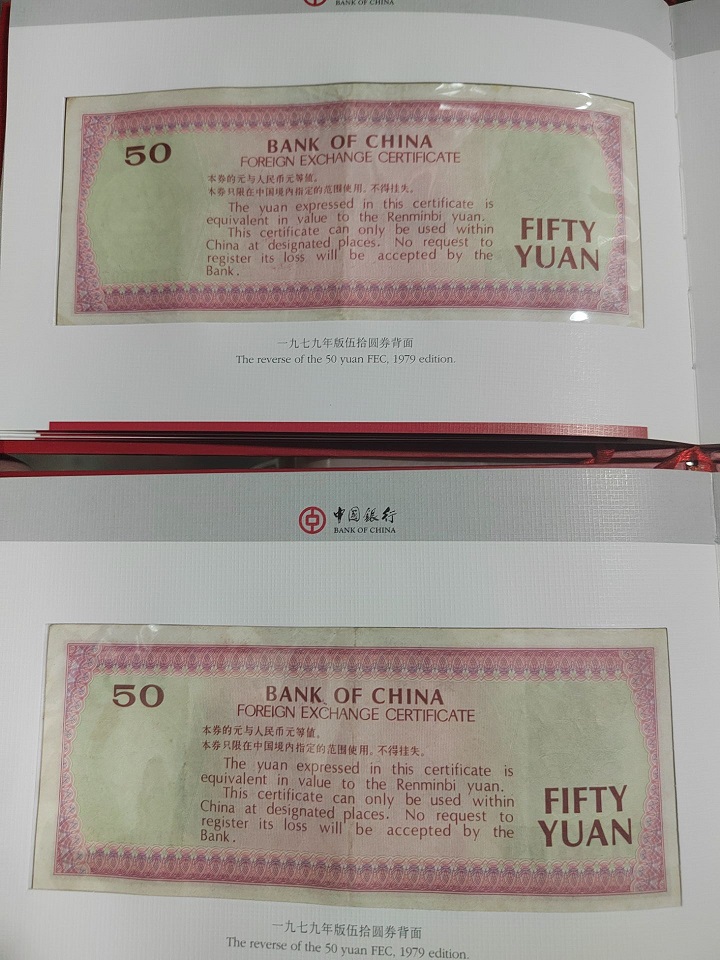 BANK OF CHINA
50
BANK OF CHINA
FOREIGN EXCHANGE CERTIFICATE
本券的元与人民币元等值。
本券只限在中国境内指定的范围使用，不得挂失。
The yuan expressed in this certificate is
equivalent in value to the Renminbi yuan.
This certificate can only be used within
China at designated places. No request to
register its loss will be accepted by the
Bank.
FIFTY
YUAN
一九七九年版伍拾圆券背面
The reverse of the 50 yuan FEC, 1979 edition.
中国银行
BANK OF CHINA
50
BANK OF CHINA
FOREIGN EXCHANGE CERTIFICATE
本券的元与人民币元等值。
本券只限在中国境内指定的范围使用，不得挂失。
The yuan expressed in this certificate is
equivalent in value to the Renminbi yuan.
This certificate can only be used within
China at designated places. No request to
register its loss will be accepted by the
Bank.
FIFTY
YUAN
一九七九年版伍拾圆券背面
The reverse of the 50 yuan FEC, 1979 edition.